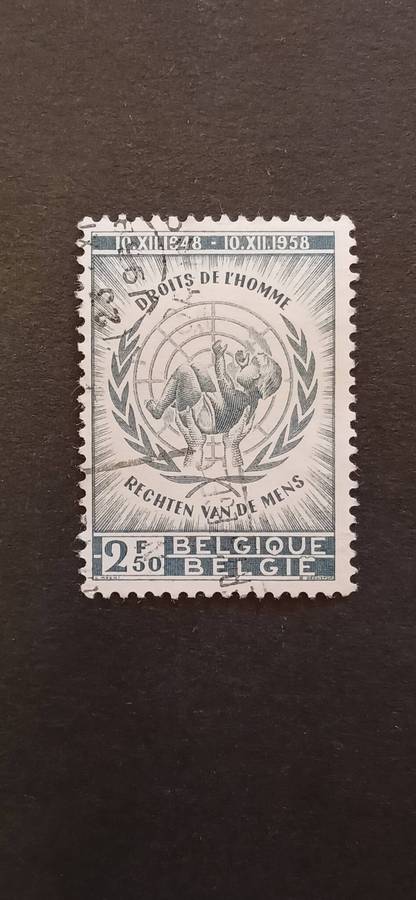 10.XII.1948 - 10.XII.1958
DROITS DE L'HOMME
RECHTEN VAN DE MENS
2F50 BELGIQUE
BELGIË